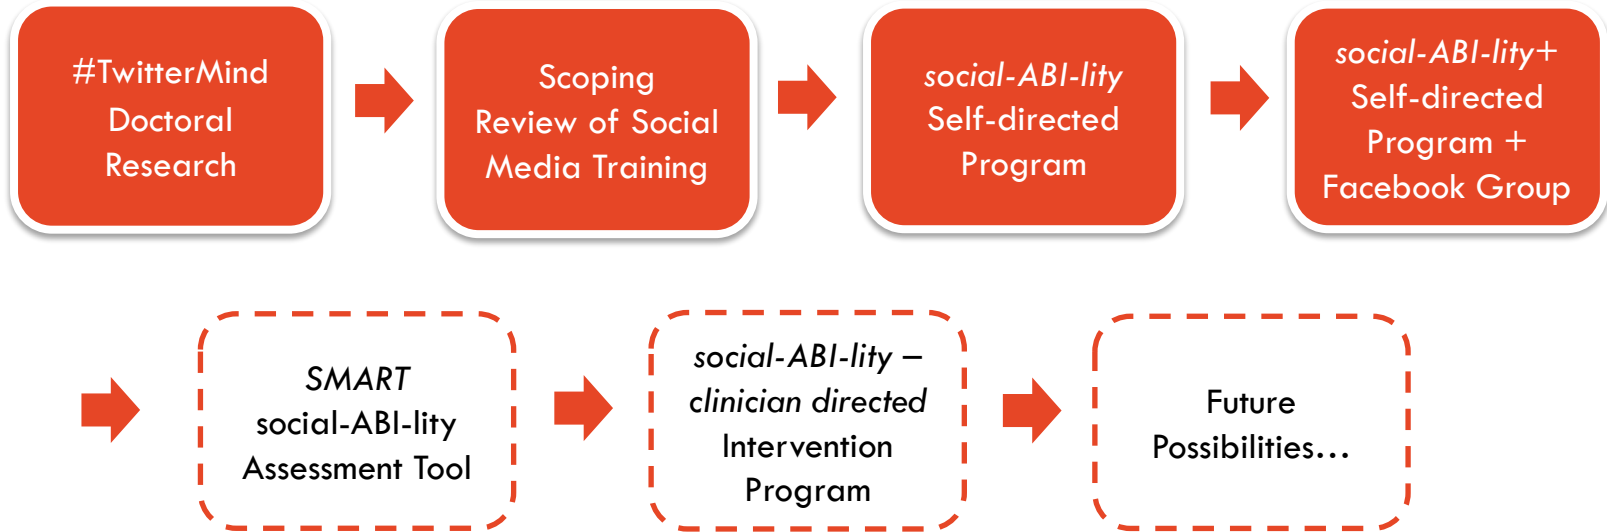 #TwitterMind
Doctoral
Research
Scoping
Review of Social
Media Training
social-ABI-lity
Self-directed
Program
social-ABI-lity+
Self-directed
Program +
Facebook Group
SMART
social-ABI-lity
Assessment Tool
social-ABI-lity –
clinician directed
Intervention
Program
Future
Possibilities…